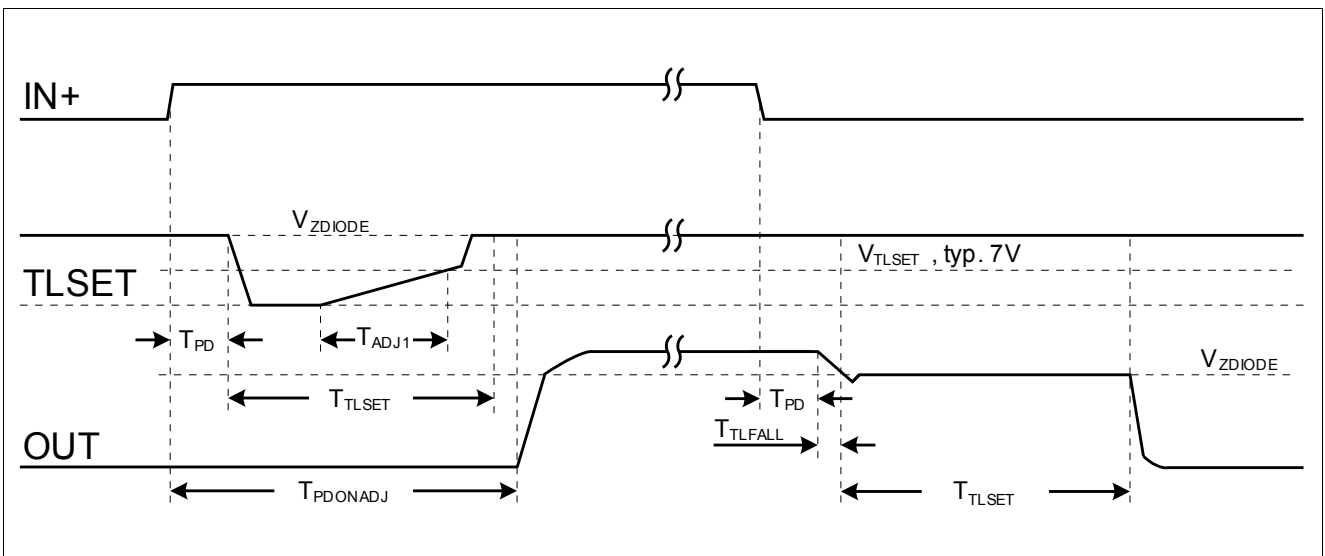 IN+
VZDIODE
VTLSET , typ. 7V
TLSET
TPD
TADJ1
VZDIODE
TTLSET
TPD
TTLFALL
OUT
TPDONADJ
TTLSET